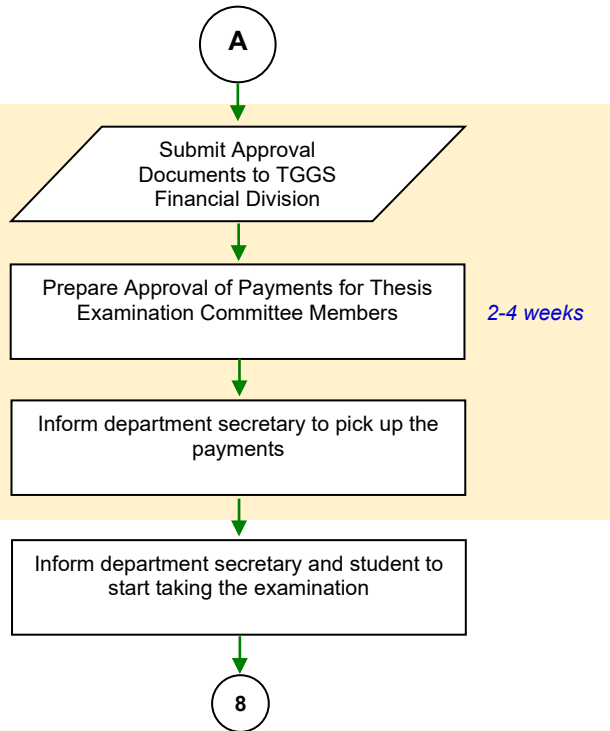 A
Submit Approval
Documents to TGGS
Financial Division
Prepare Approval of Payments for Thesis
Examination Committee Members
2-4 weeks
Inform department secretary to pick up the
payments
Inform department secretary and student to
start taking the examination
8